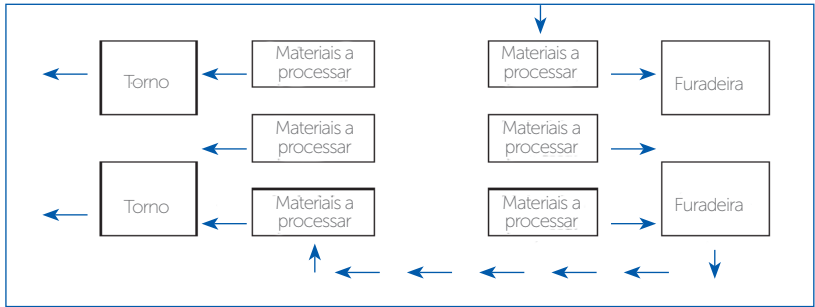 Torno
Materiais a
processar
Materiais a
processar
Furadeira
Materiais a
processar
Materiais a
processar
Torno
Materiais a
processar
Materiais a
processar
Furadeira